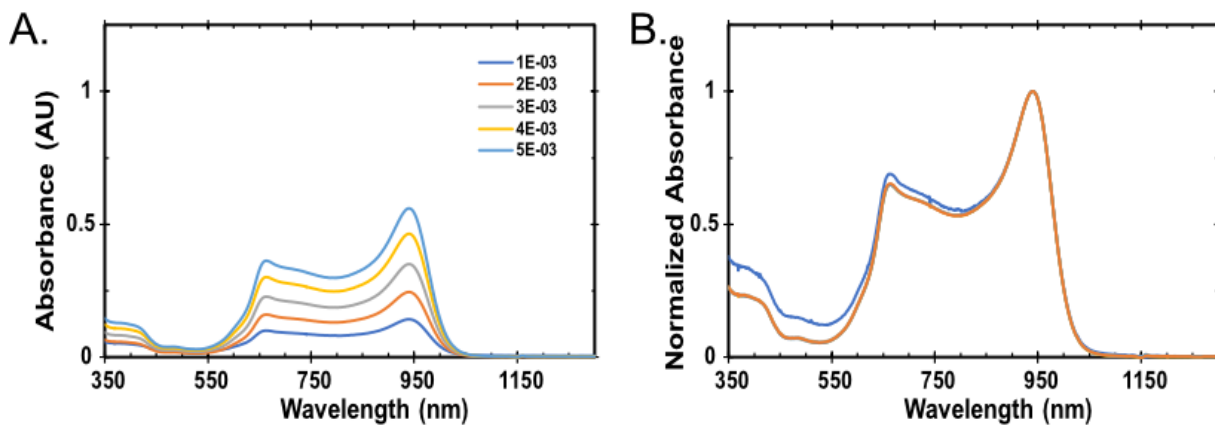 A.
Absorbance (AU)
1
0.5
0
350
550
750
950
1150
Wavelength (nm)
1E-03
2E-03
3E-03
4E-03
5E-03
B.
Normalized Absorbance
1
0.5
0
350
550
750
950
1150
Wavelength (nm)